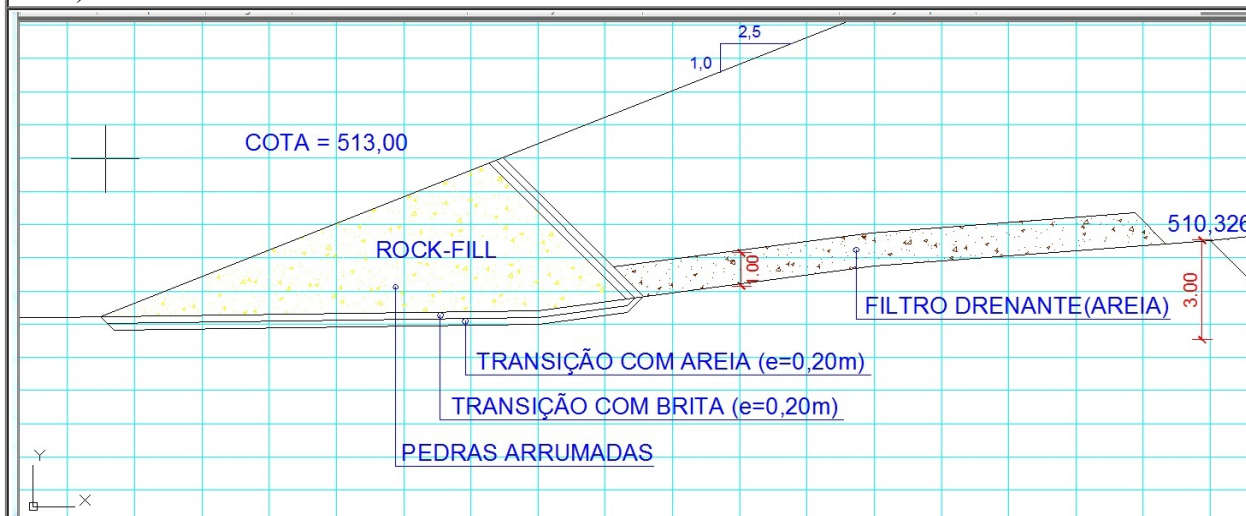 2,5
1,0
COTA = 513,00
ROCK-FILL
510,326
1.00
3.00
FILTRO DRENANTE(AREIA)
TRANSIÇÃO COM AREIA (e=0,20m)
TRANSIÇÃO COM BRITA (e=0,20m)
PEDRAS ARRUMADAS
Y
X